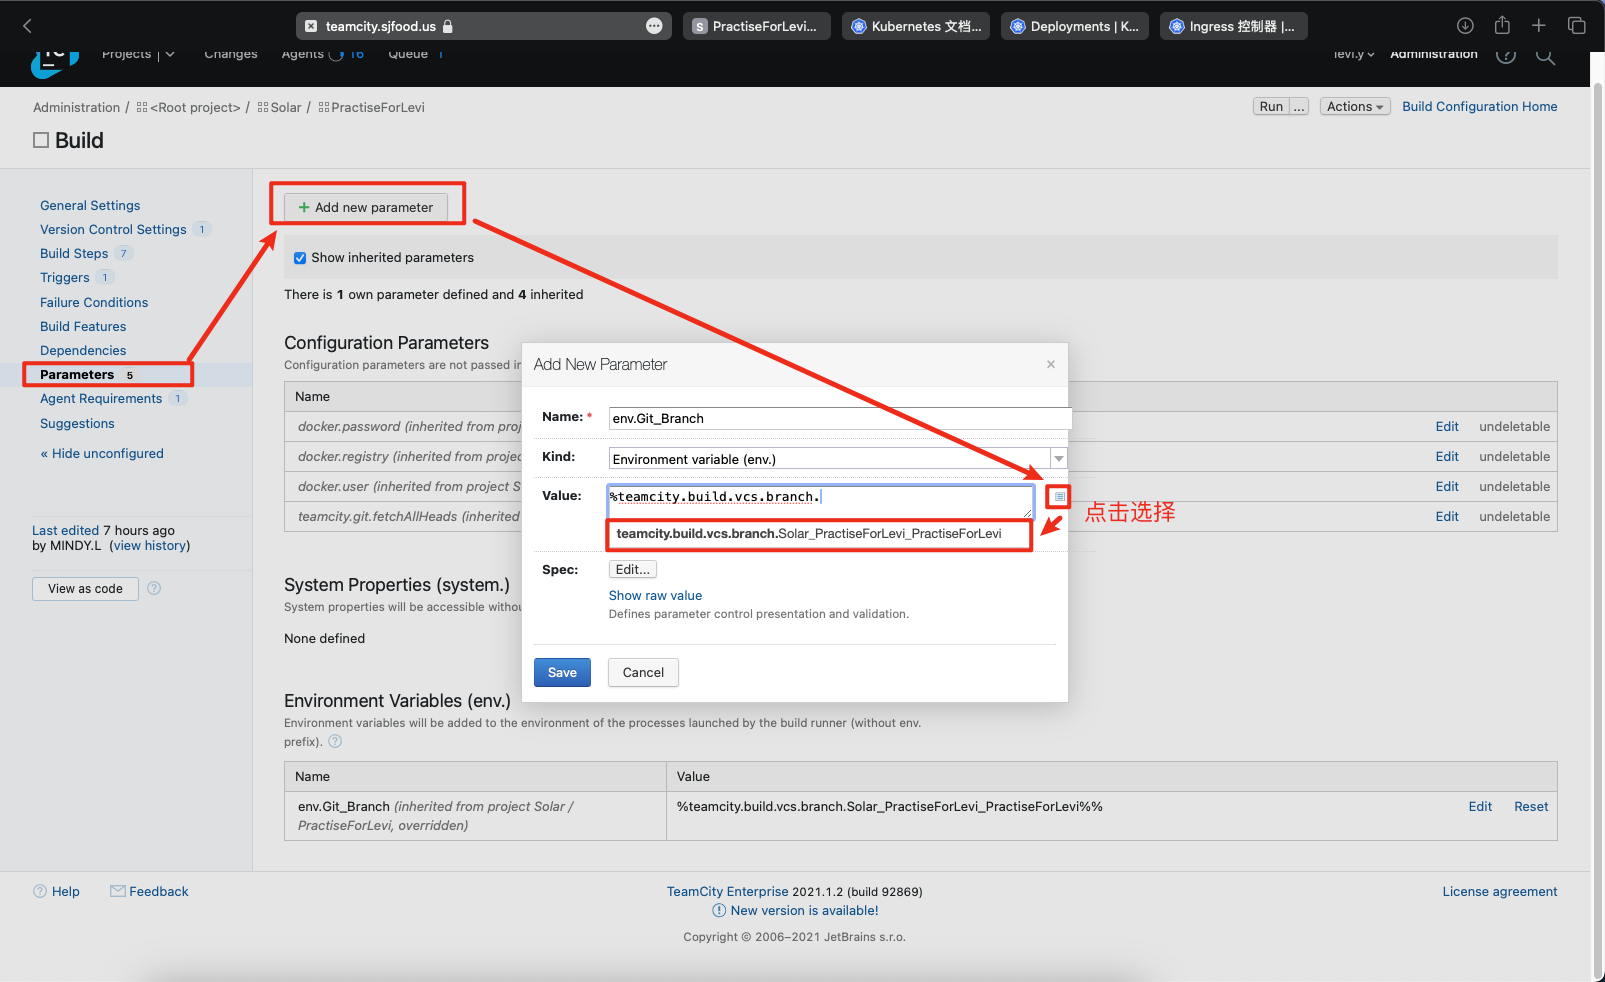 teamcity.sjfood.us
S PractiseForLevi...
Kubernetes 文档...
Deployments | K...
Ingress 控制器 |...
TC
Projects
Changes
Agents 16
Queue 1
levi.y
Administration
Administration / <Root project> / Solar / PractiseForLevi
Run ...
Actions
Build Configuration Home
Build
General Settings
Version Control Settings 1
Build Steps 7
Triggers 1
Failure Conditions
Build Features
Dependencies
Parameters 5
Agent Requirements 1
Suggestions
« Hide unconfigured
Last edited 7 hours ago
by MINDY.L (view history)
View as code ?
+ Add new parameter
Show inherited parameters
There is 1 own parameter defined and 4 inherited
Configuration Parameters
Configuration parameters are not passed in
Name
docker.password (inherited from proj
Edit undeletable
docker.registry (inherited from projec
Edit undeletable
docker.user (inherited from project S
Edit undeletable
teamcity.git.fetchAllHeads (inherited
Edit undeletable
Add New Parameter
×
Name: * env.Git_Branch
Kind: Environment variable (env.)
Value: %teamcity.build.vcs.branch.
点击选择
teamcity.build.vcs.branch.Solar_PractiseForLevi_PractiseForLevi
Spec: Edit...
Show raw value
Defines parameter control presentation and validation.
Save Cancel
System Properties (system.)
System properties will be accessible withou
None defined
Environment Variables (env.)
Environment variables will be added to the environment of the processes launched by the build runner (without env.
prefix). ?
Name Value
env.Git_Branch (inherited from project Solar /
PractiseForLevi, overridden)
%teamcity.build.vcs.branch.Solar_PractiseForLevi_PractiseForLevi%%
Edit Reset
? Help
Feedback
TeamCity Enterprise 2021.1.2 (build 92869)
New version is available!
Copyright © 2006–2021 JetBrains s.r.o.
License agreement